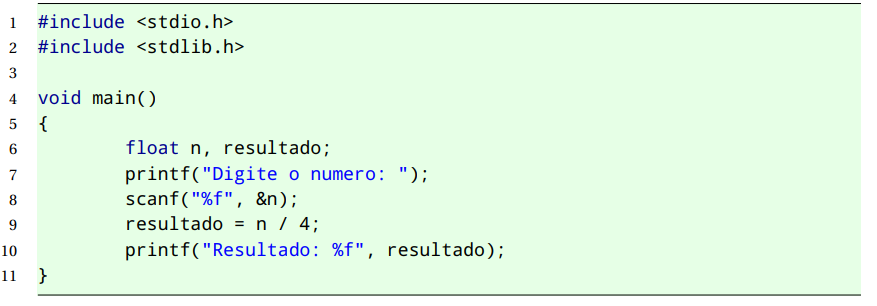 1 #include <stdio.h>
2 #include <stdlib.h>
3
4 void main()
5 {
6 float n, resultado;
7 printf("Digite o numero: ");
8 scanf("%f", &n);
9 resultado = n / 4;
10 printf("Resultado: %f", resultado);
11 }